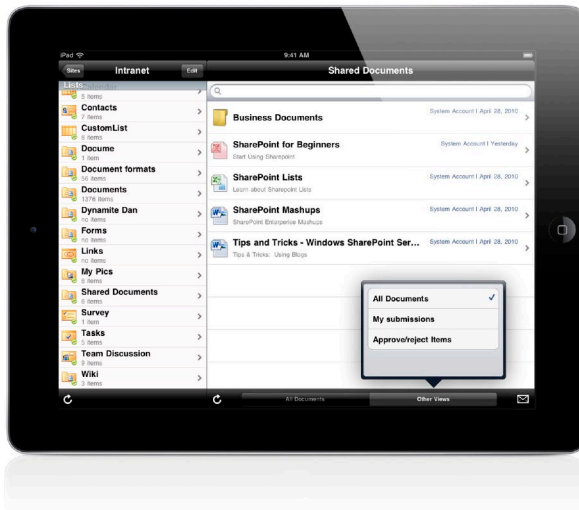 iPad
9:41 AM
Sites
Intranet
Edit
Shared Documents
Lists
5 items
Contacts
7 items
CustomList
6 items
Docume
1 item
Document formats
56 items
Documents
1376 items
Dynamite Dan
no items
Forms
no items
Links
no items
My Pics
8 items
Shared Documents
6 items
Survey
1 item
Tasks
5 items
Team Discussion
8 items
Wiki
3 items
Business Documents
System Account | April 28, 2010
SharePoint for Beginners
System Account | Yesterday
Start Using Sharepoint
SharePoint Lists
System Account | April 28, 2010
Learn about Sharepoint Lists
SharePoint Mashups
System Account | April 28, 2010
SharePoint Enterprise Mashups
Tips and Tricks - Windows SharePoint Ser...
System Account | April 28, 2010
Tips & Tricks: Using Blogs
All Documents
My submissions
Approve/reject Items
All Documents
Other Views